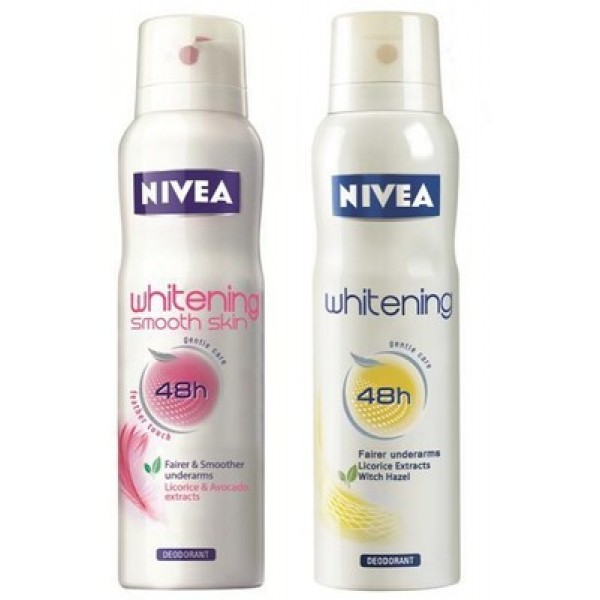 NIVEA
whitening
smooth skin
gentle care
48h
feather touch
Fairer & Smoother
underarms
Licorice & Avocado
extracts
DEODORANT
NIVEA
whitening
gentle care
48h
Fairer underarms
Licorice Extracts
Witch Hazel
DEODORANT